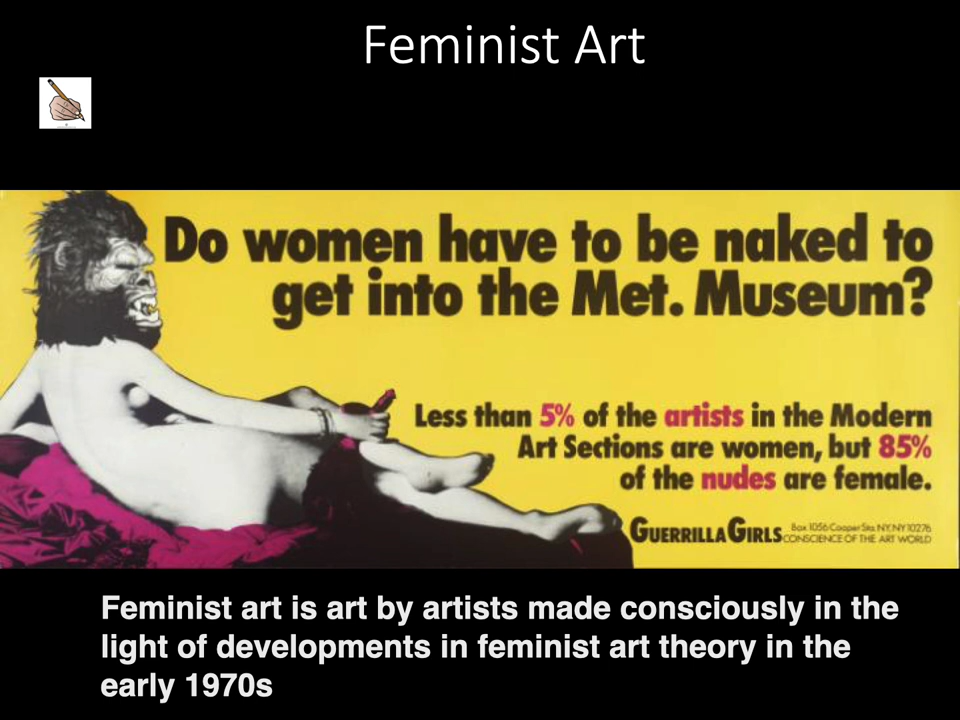 Feminist Art
Do women have to be naked to
get into the Met. Museum?
Less than 5% of the artists in the Modern
Art Sections are women, but 85%
of the nudes are female.
GUERRILLA GIRLS Box 1056 Cooper Sta. NY, NY 10276
CONSCIENCE OF THE ART WORLD
Feminist art is art by artists made consciously in the
light of developments in feminist art theory in the
early 1970s